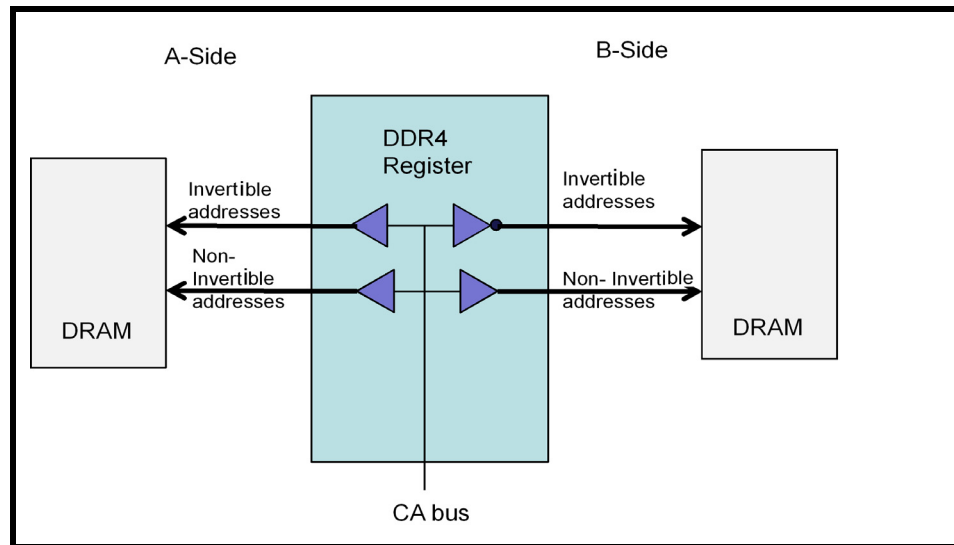 A-Side
B-Side
DDR4
Register
Invertible
addresses
Invertible
addresses
Non-
Invertible
addresses
Non- Invertible
addresses
DRAM
DRAM
CA bus